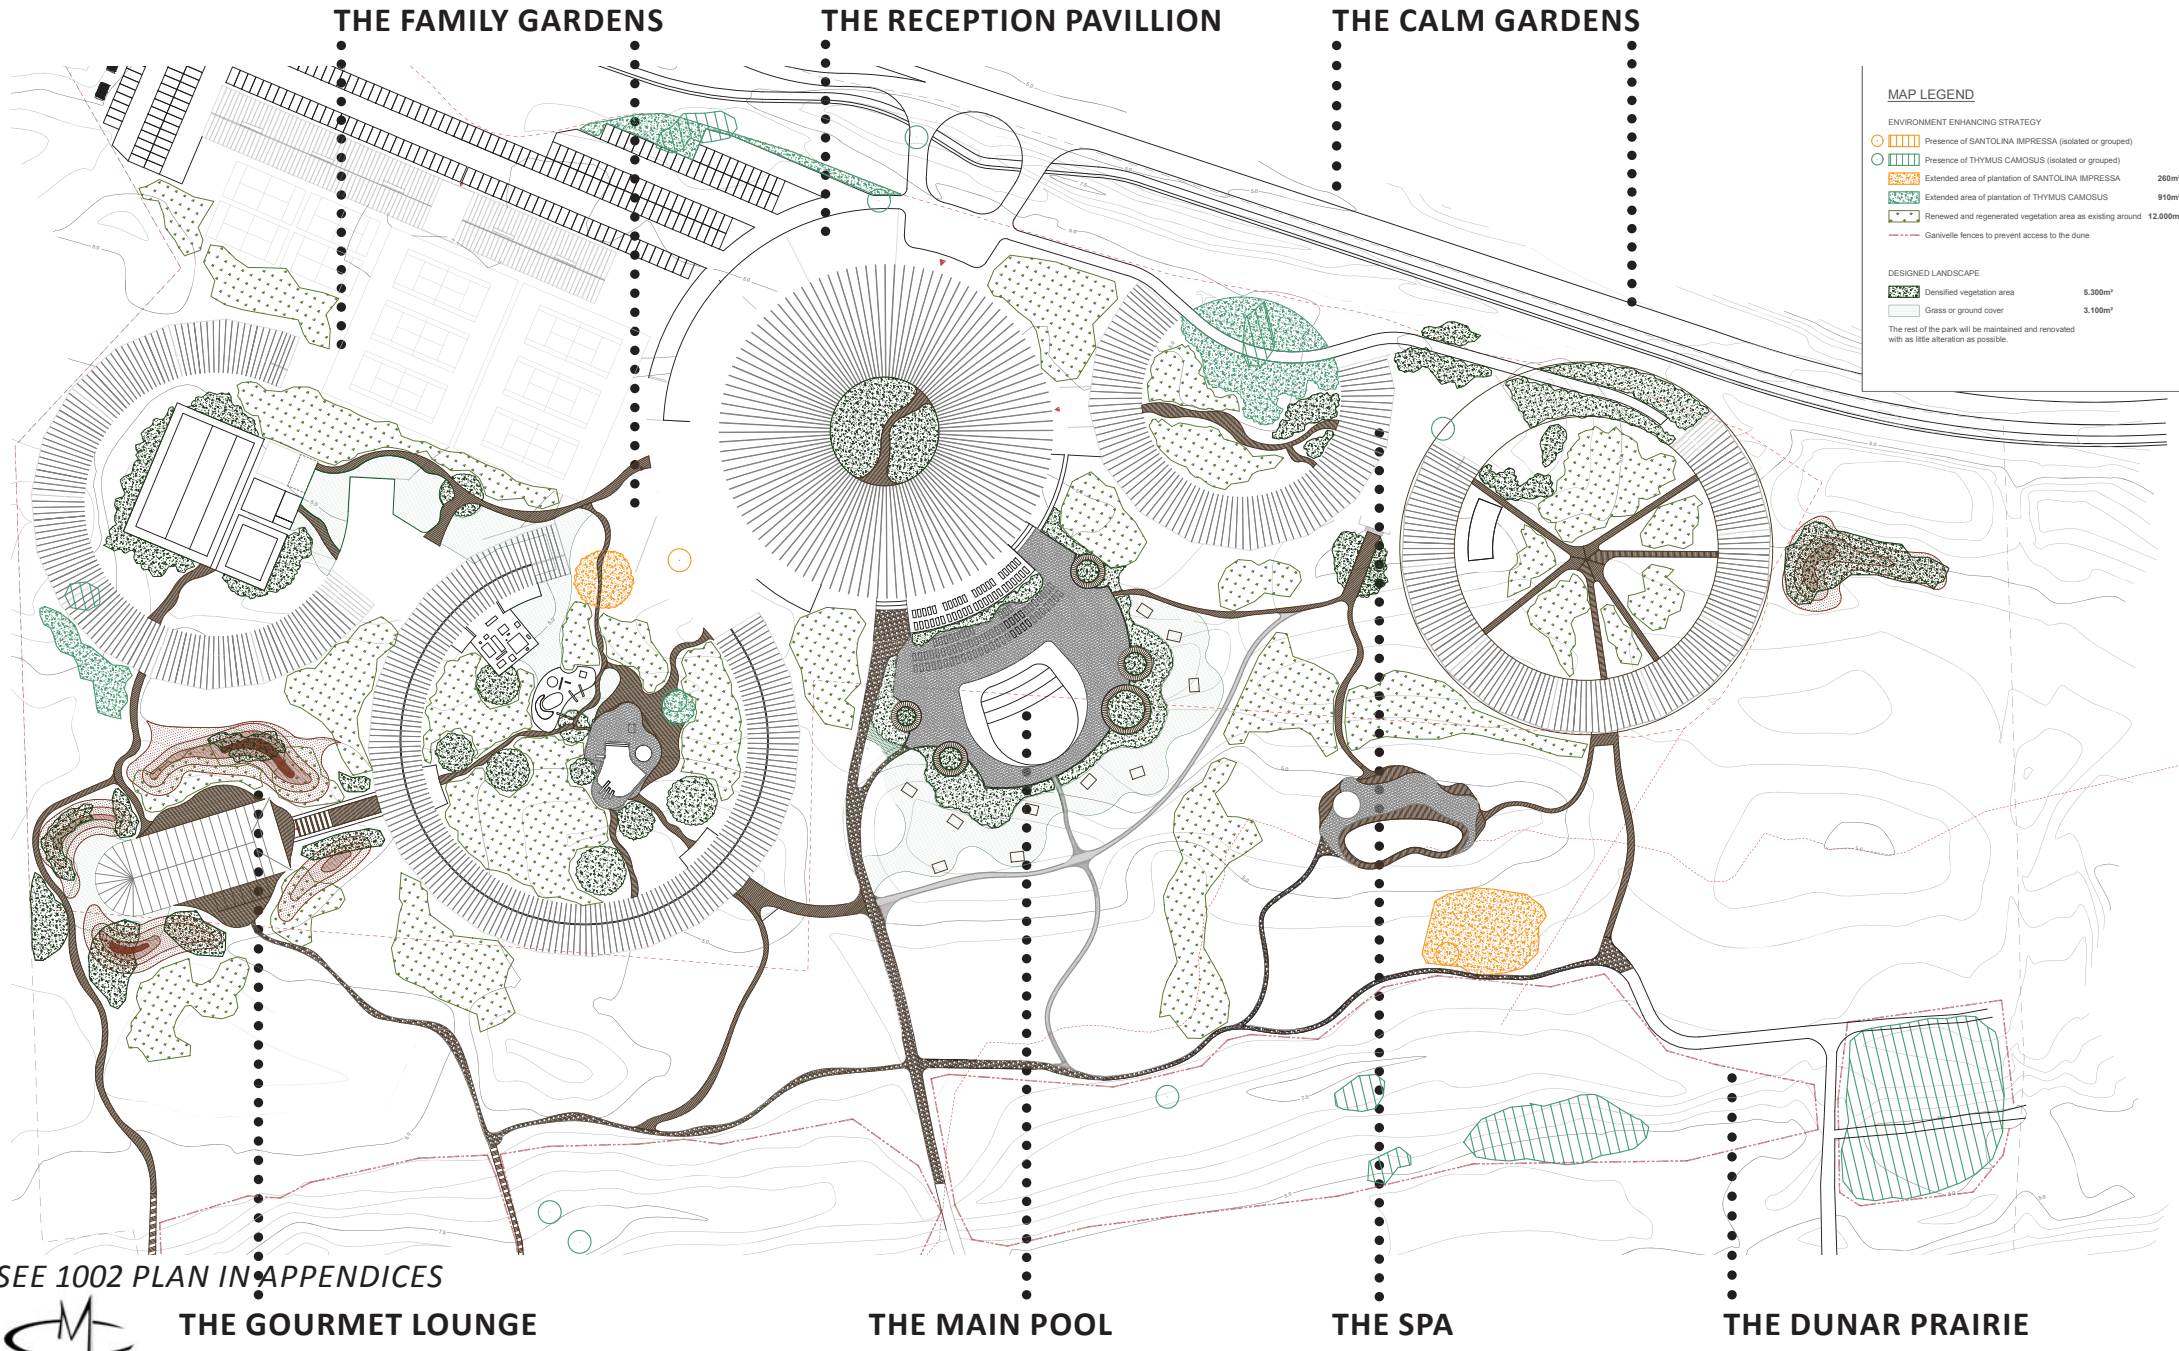 THE FAMILY GARDENS
THE RECEPTION PAVILLION
THE CALM GARDENS
MAP LEGEND
ENVIRONMENT ENHANCING STRATEGY
Presence of SANTOLINA IMPRESSA (isolated or grouped)
Presence of THYMUS CAMOSUS (isolated or grouped)
Extended area of plantation of SANTOLINA IMPRESSA 260m²
Extended area of plantation of THYMUS CAMOSUS 910m²
Renewed and regenerated vegetation area as existing around 12.000m
Ganivelle fences to prevent access to the dune
DESIGNED LANDSCAPE
Densified vegetation area 5.300m²
Grass or ground cover 3.100m²
The rest of the park will be maintained and renovated
with as little alteration as possible.
SEE 1002 PLAN IN APPENDICES
M
THE GOURMET LOUNGE
THE MAIN POOL
THE SPA
THE DUNAR PRAIRIE